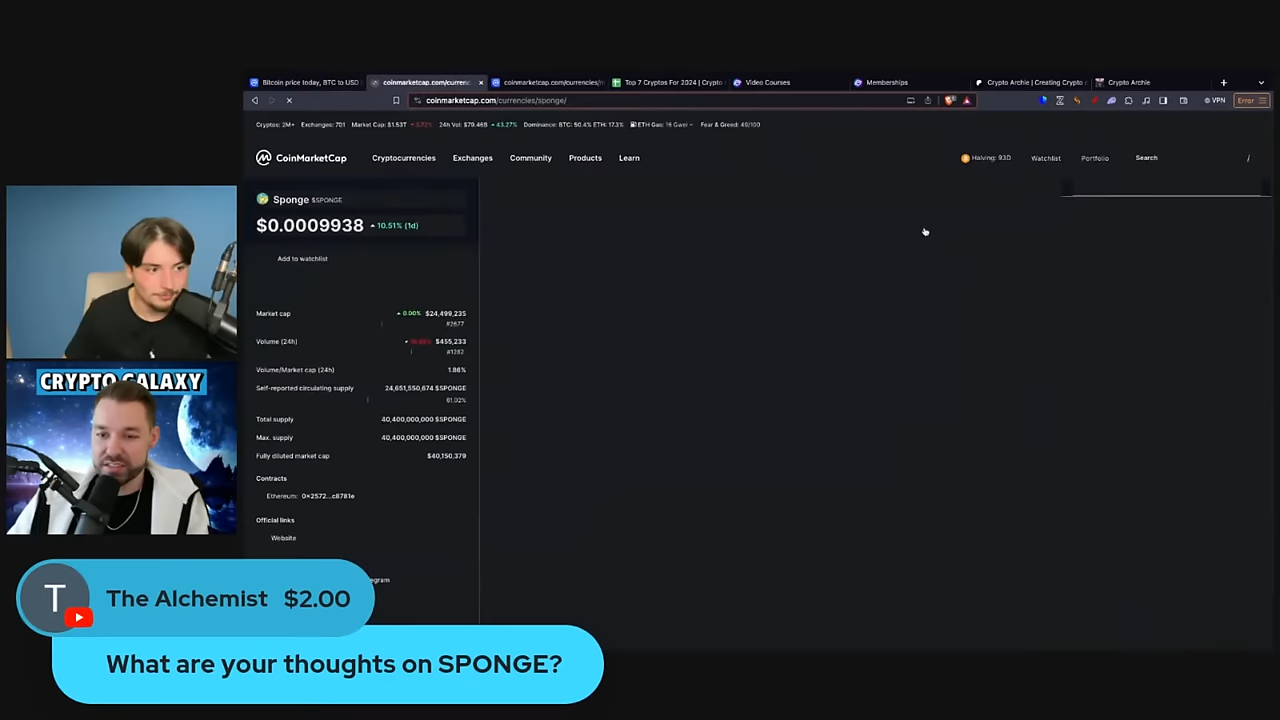 Bitcoin price today, BTC to USD
coinmarketcap.com/currenc
coinmarketcap.com/currencies/
Top 7 Cryptos For 2024 | Crypto
Video Courses
Memberships
Crypto Archie | Creating Crypto
Crypto Archie
coinmarketcap.com/currencies/sponge/
VPN
Error
Cryptos: 2M+ Exchanges: 701 Market Cap: $1.53T 24h Vol: $79.46B 43.27% Dominance: BTC: 50.4% ETH: 17.3% ETH Gas: 16 Gwei Fear & Greed: 49/100
CoinMarketCap
Cryptocurrencies
Exchanges
Community
Products
Learn
Halving: 93D
Watchlist
Portfolio
Search
/
Sponge $SPONGE
$0.0009938 10.51% (1d)
Add to watchlist
Market cap 0.00% $24,499,235
#2677
Volume (24h) $455,233
#1282
Volume/Market cap (24h) 1.86%
Self-reported circulating supply 24,651,550,674 $SPONGE
61.02%
Total supply 40,400,000,000 $SPONGE
Max. supply 40,400,000,000 $SPONGE
Fully diluted market cap $40,150,379
Contracts
Ethereum: 0x2572...c8781e
Official links
Website
egram
CRYPTO GALAXY
T
The Alchemist $2.00
What are your thoughts on SPONGE?